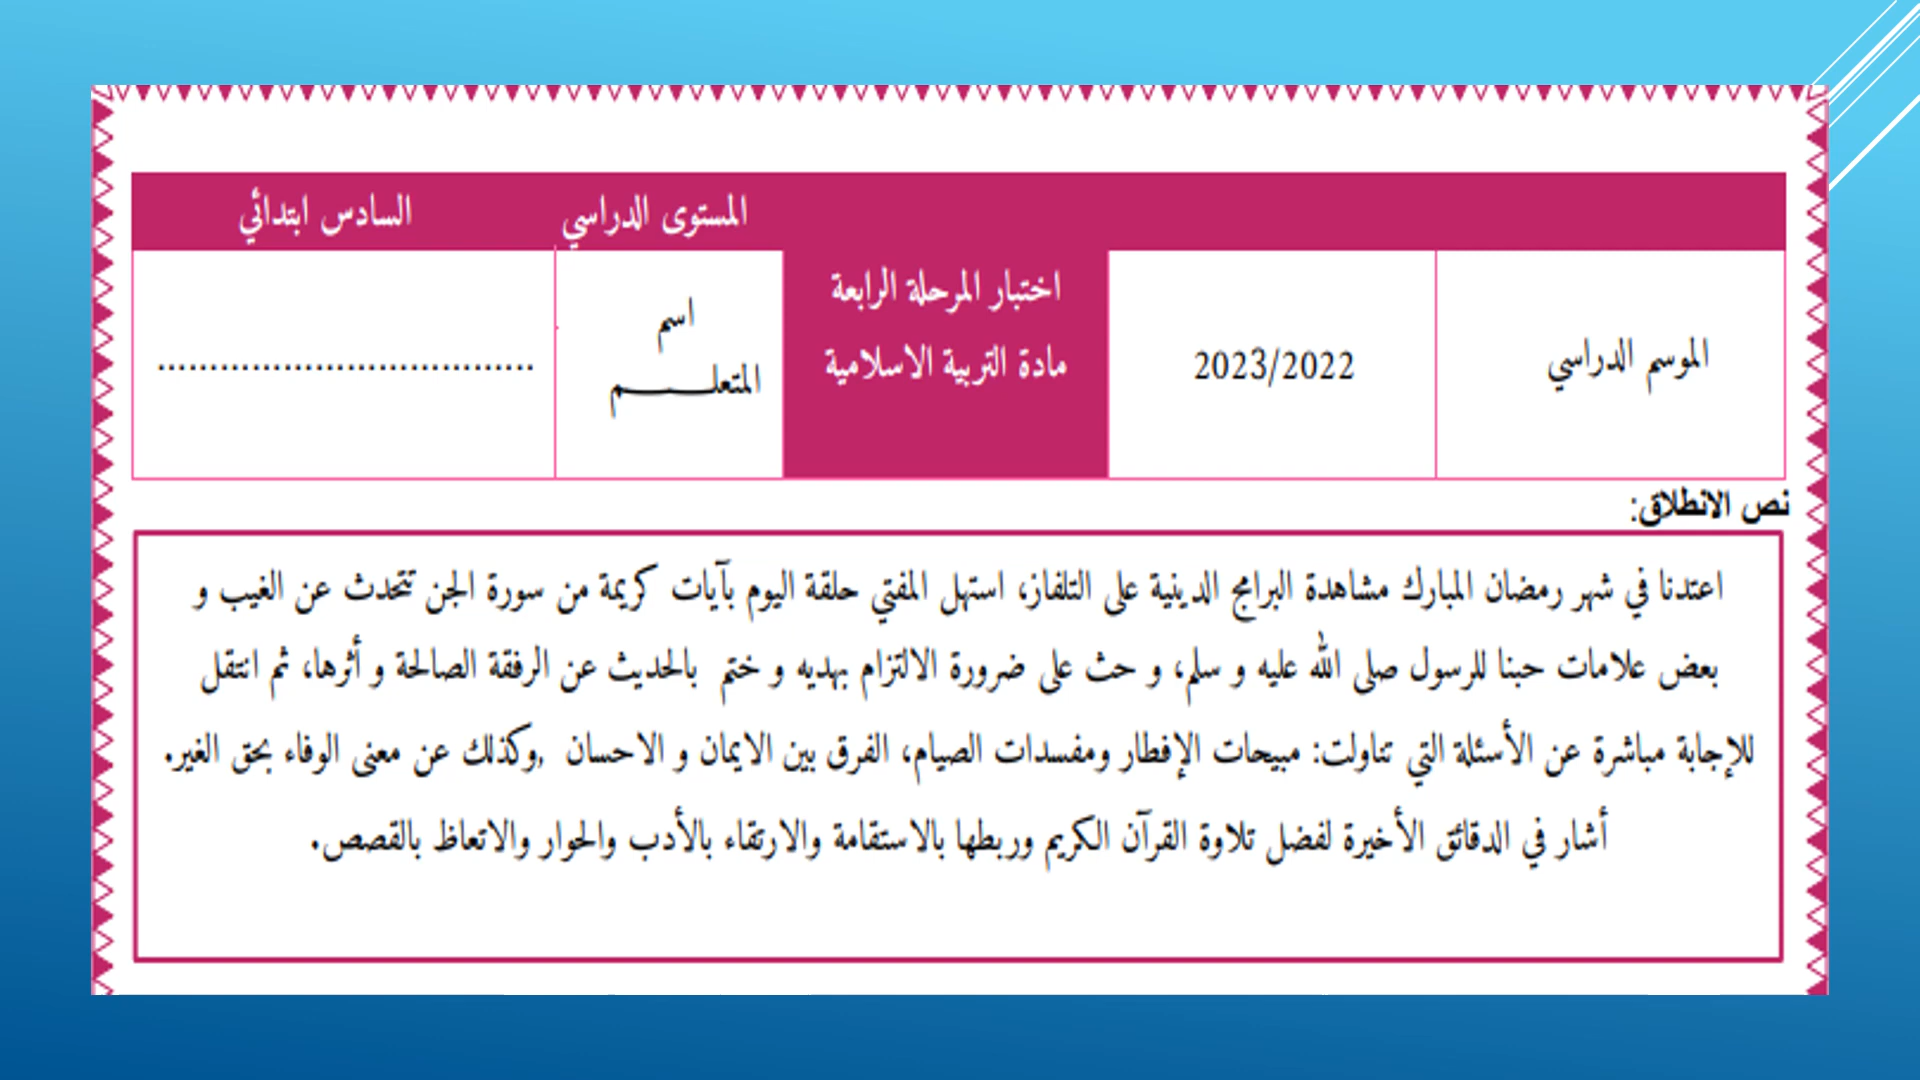 المستوى الدراسي السادس ابتدائي
الموسم الدراسي
2023/2022
اختبار المرحلة الرابعة
مادة التربية الاسلامية
اسم
المتعلـــــــم
.....................................
نص الانطلاق:
اعتدنا في شهر رمضان المبارك مشاهدة البرامج الدينية على التلفاز، استهل المفتي حلقة اليوم بآيات كريمة من سورة الجن تتحدث عن الغيب و
بعض علامات حبنا للرسول صلى الله عليه و سلم، و حث على ضرورة الالتزام بهديه و ختم بالحديث عن الرفقة الصالحة و أثرها، ثم انتقل
للإجابة مباشرة عن الأسئلة التي تناولت: مبيحات الإفطار ومفسدات الصيام، الفرق بين الايمان و الاحسان ,وكذلك عن معنى الوفاء بحق الغير.
أشار في الدقائق الأخيرة لفضل تلاوة القرآن الكريم وربطها بالاستقامة والارتقاء بالأدب والحوار والاتعاظ بالقصص.